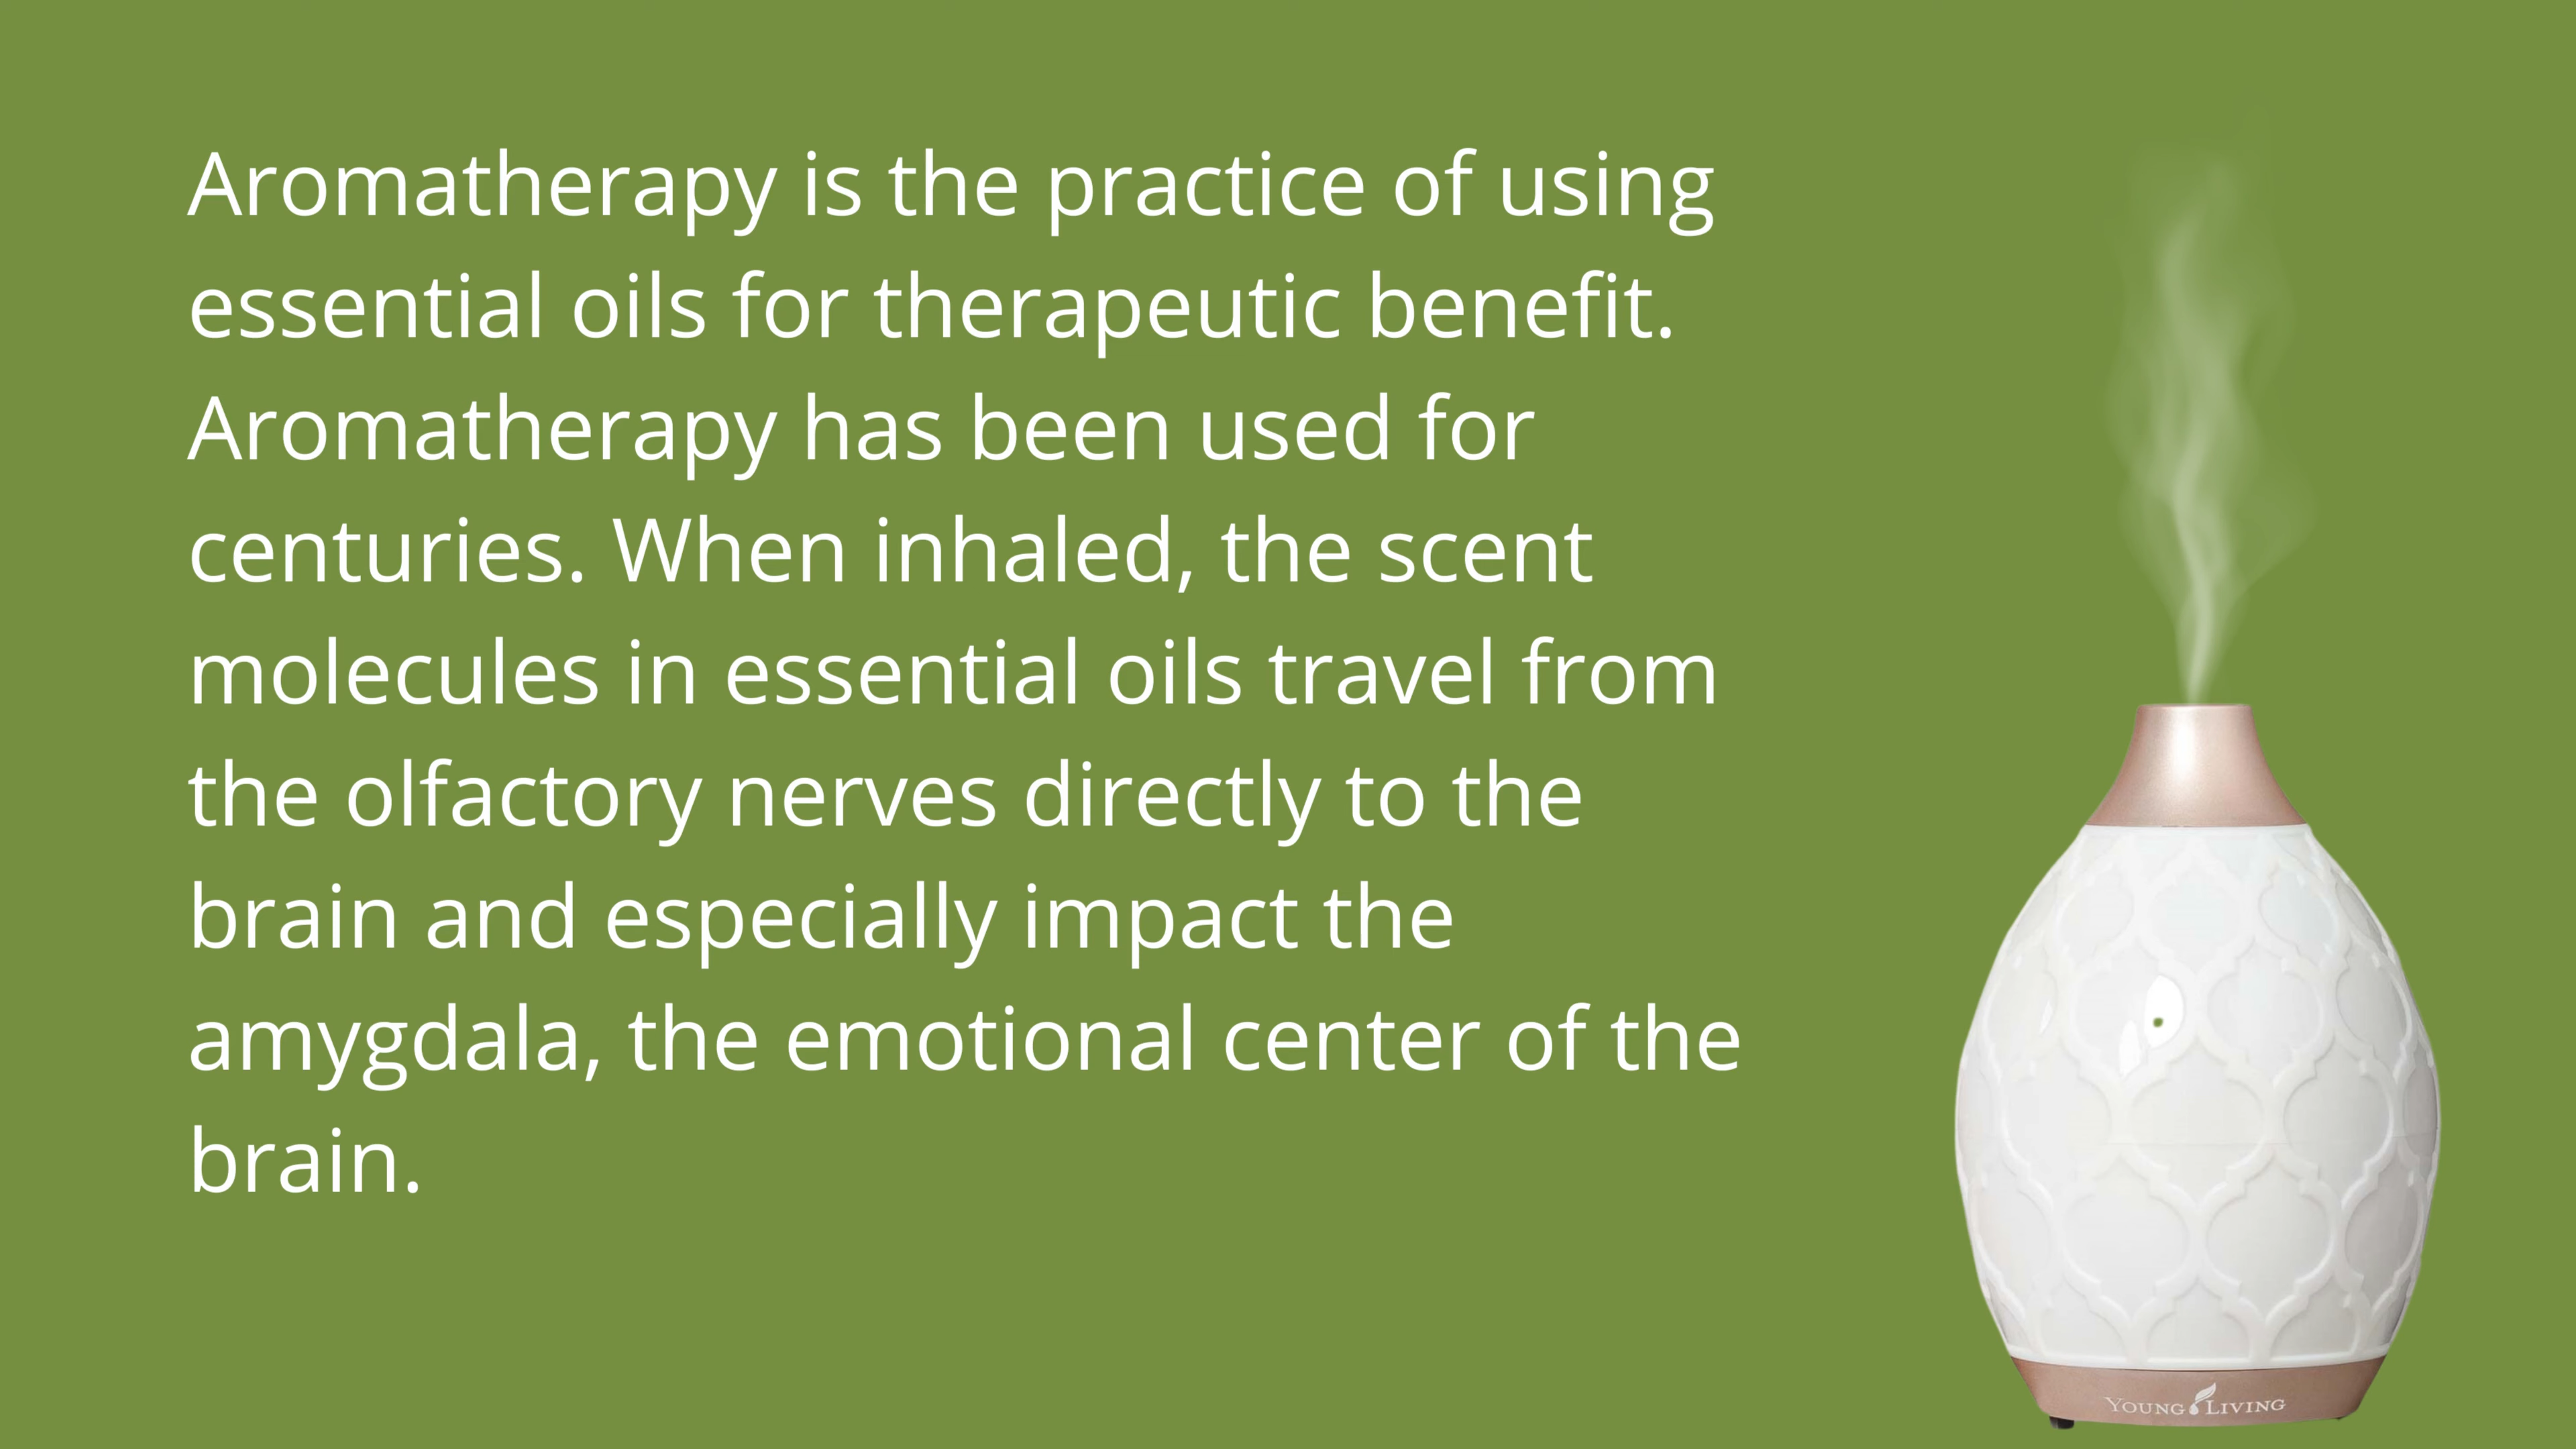 Aromatherapy is the practice of using
essential oils for therapeutic benefit.
Aromatherapy has been used for
centuries. When inhaled, the scent
molecules in essential oils travel from
the olfactory nerves directly to the
brain and especially impact the
amygdala, the emotional center of the
brain.
YOUNG LIVING